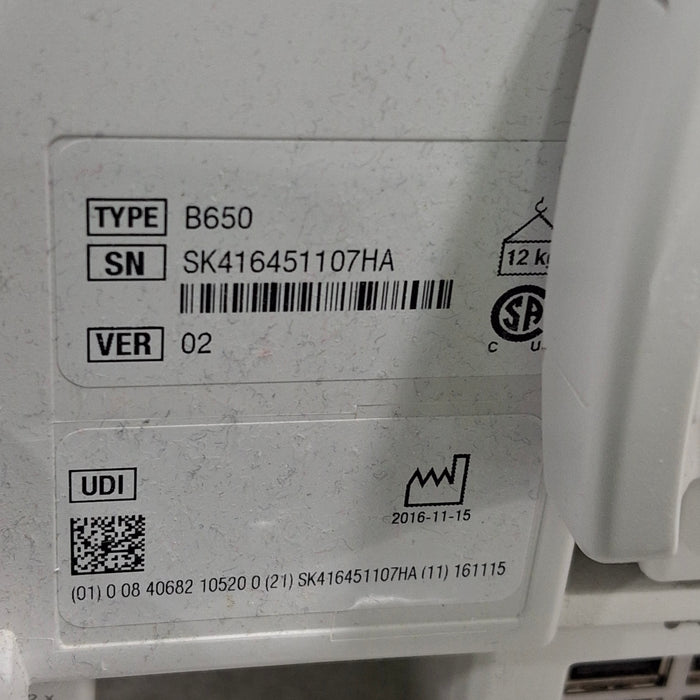 TYPE B650
SN SK416451107HA
12 kg
SA
C U
VER 02
UDI
2016-11-15
(01) 0 08 40682 10520 0 (21) SK416451107HA (11) 161115